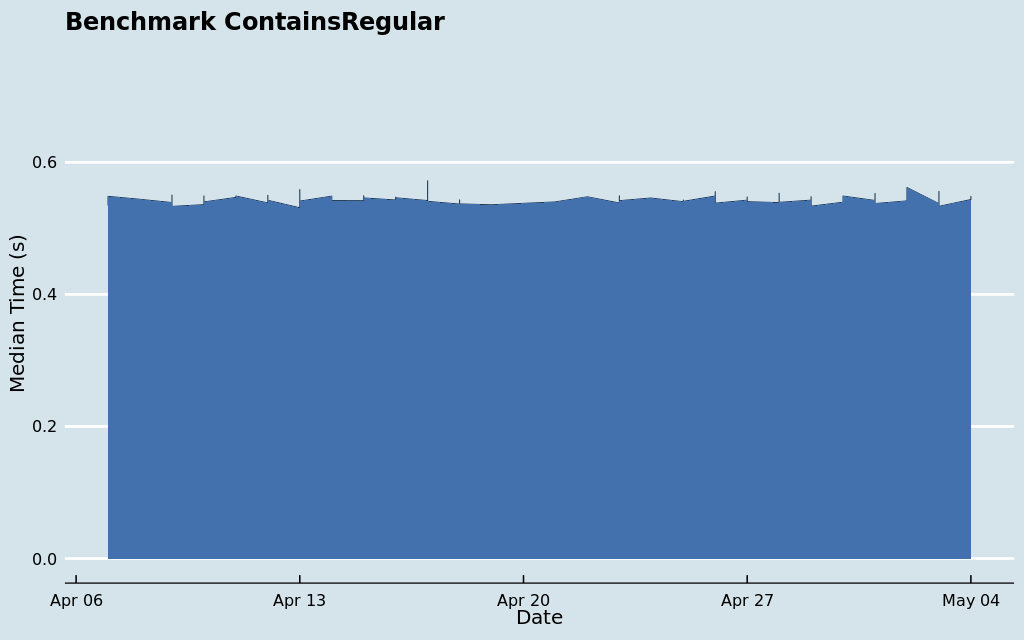 Benchmark ContainsRegular
0.6
0.4
0.2
0.0
Median Time (s)
Apr 06 Apr 13 Apr 20 Apr 27 May 04
Date